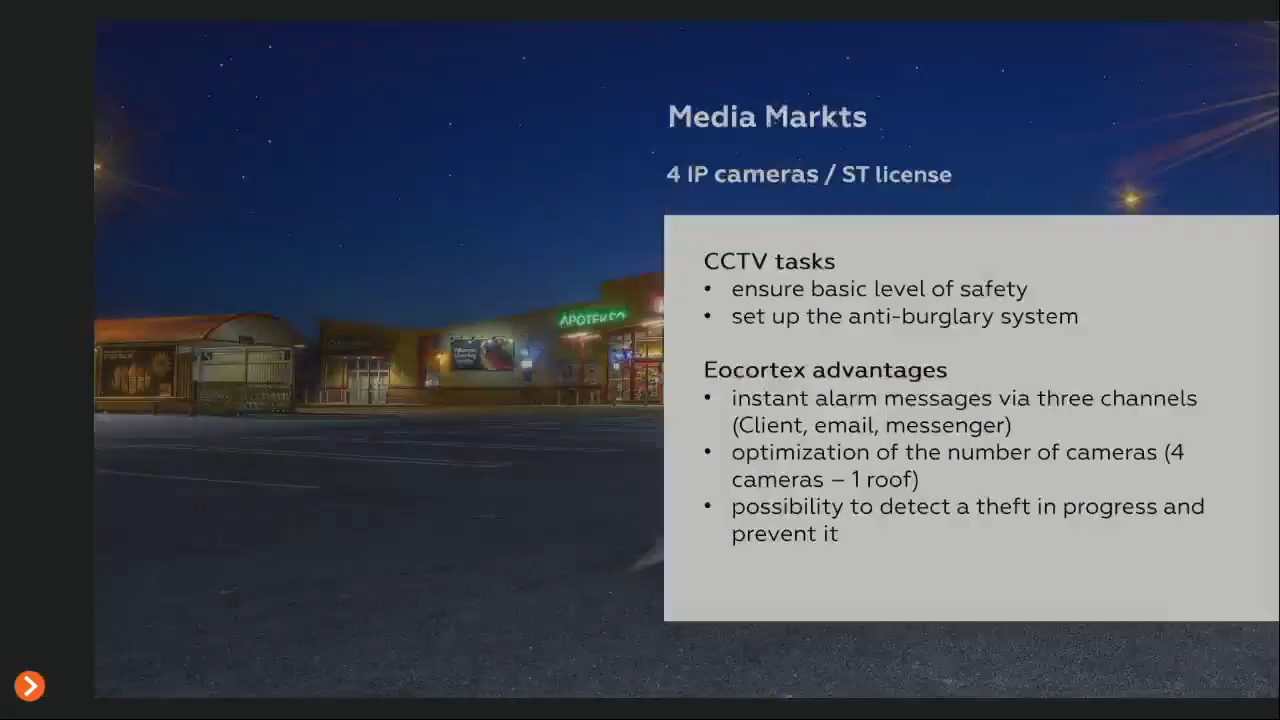 Media Markts
4 IP cameras / ST license
CCTV tasks
• ensure basic level of safety
• set up the anti-burglary system
Eocortex advantages
• instant alarm messages via three channels
(Client, email, messenger)
• optimization of the number of cameras (4
cameras – 1 roof)
• possibility to detect a theft in progress and
prevent it